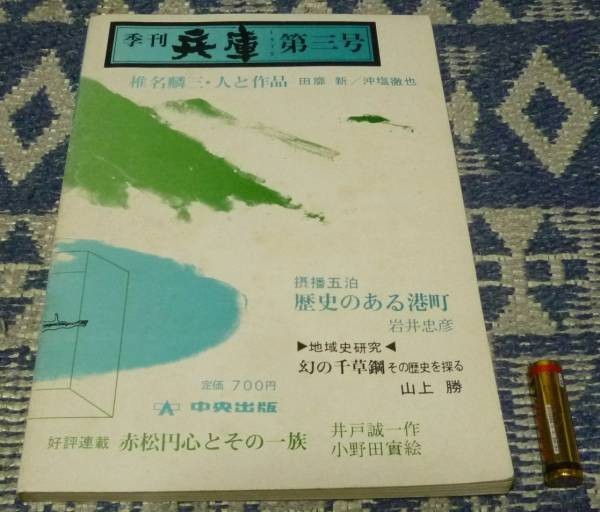 季刊 兵庫 第三号
椎名麟三・人と作品 田靡 新／沖塩徹也
摂播五泊
歴史のある港町
岩井忠彦
▶地域史研究◀
幻の千草鋼 その歴史を探る
山上 勝
定価 700円
中央出版
好評連載 赤松円心とその一族 井戸誠一作
小野田實絵